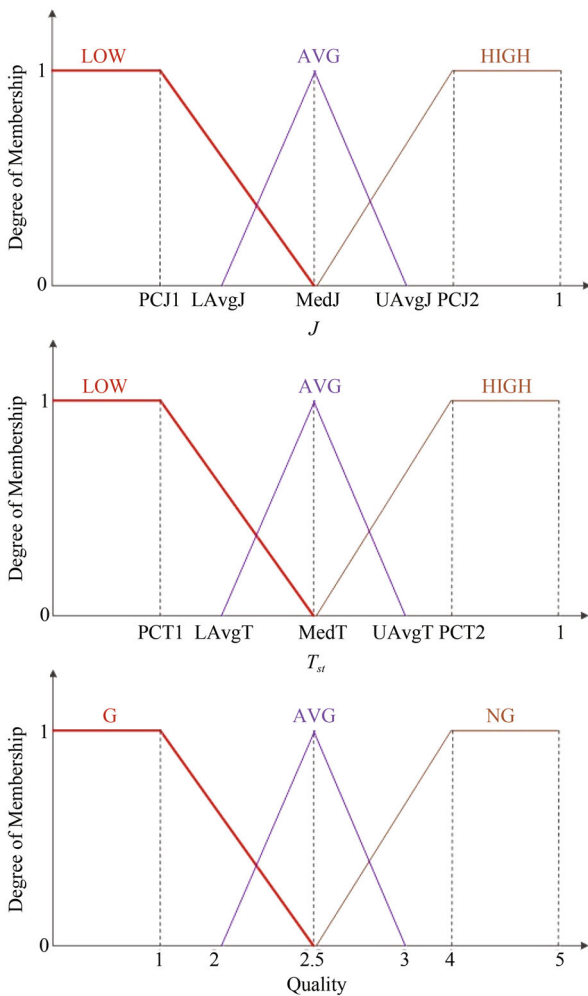 LOW AVG HIGH
1
Degree of Membership
0
PCJ1 LAvgJ MedJ UAvgJ PCJ2 1
J
LOW AVG HIGH
1
Degree of Membership
0
PCT1 LAvgT MedT UAvgT PCT2 1
T_st
G AVG NG
1
Degree of Membership
0
1 2 2.5 3 4 5
Quality